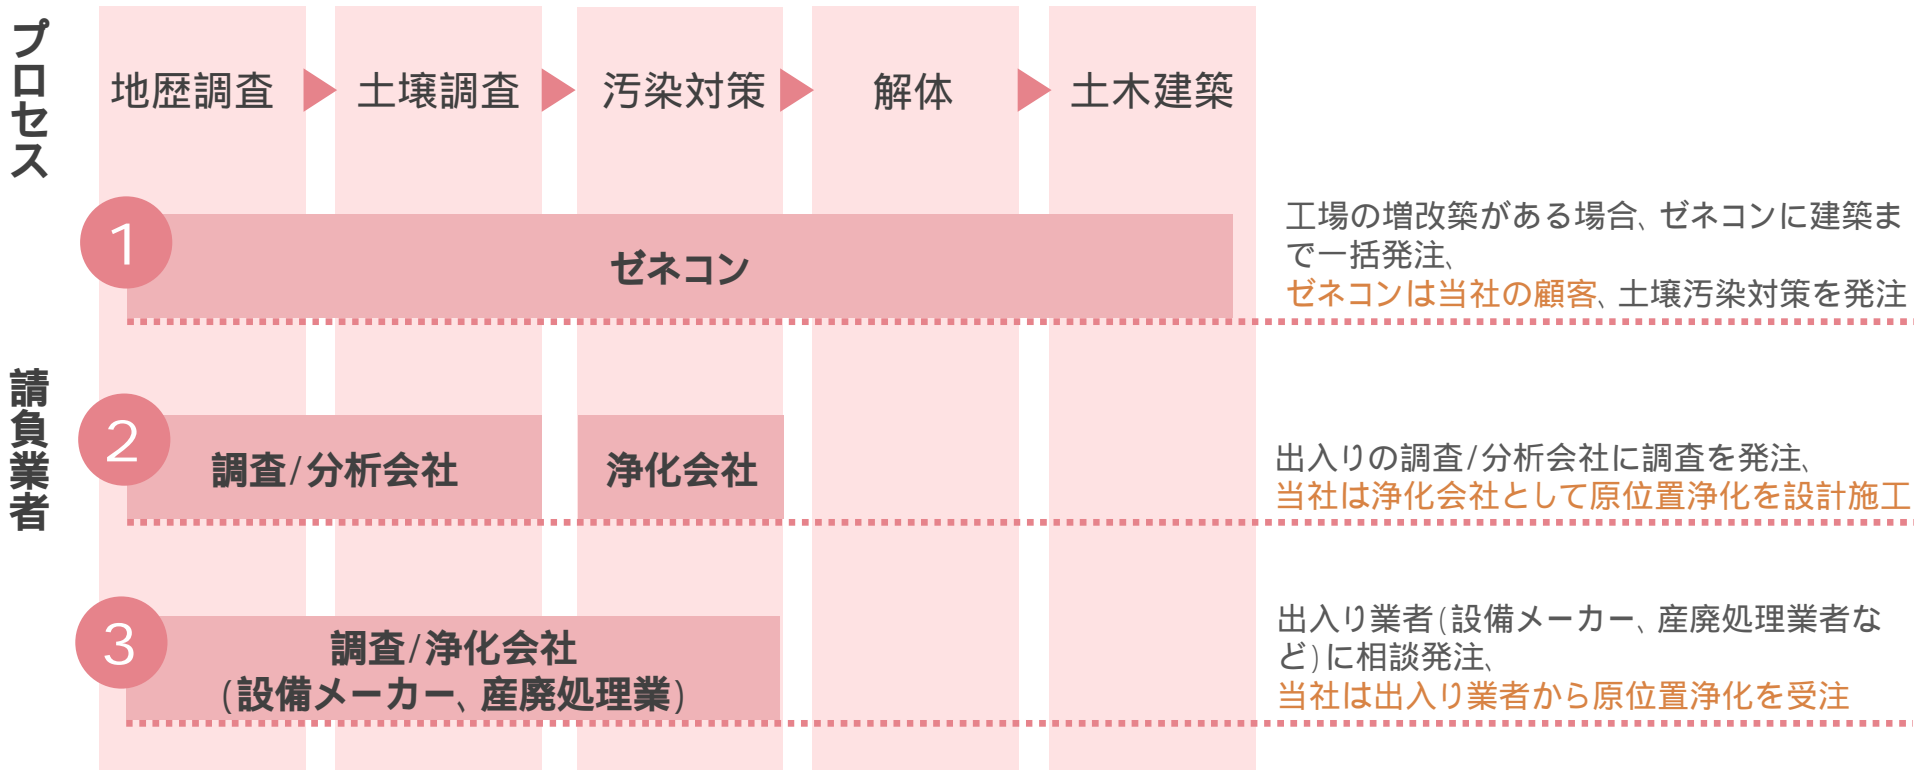 プロセス
地歴調査
土壌調査
汚染対策
解体
土木建築
請負業者
1
ゼネコン
工場の増改築がある場合、ゼネコンに建築ま
で一括発注、
ゼネコンは当社の顧客、土壌汚染対策を発注
2
調査/分析会社
浄化会社
出入りの調査/分析会社に調査を発注、
当社は浄化会社として原位置浄化を設計施工
3
調査/浄化会社
(設備メーカー、産廃処理業)
出入り業者(設備メーカー、産廃処理業者な
ど)に相談発注、
当社は出入り業者から原位置浄化を受注